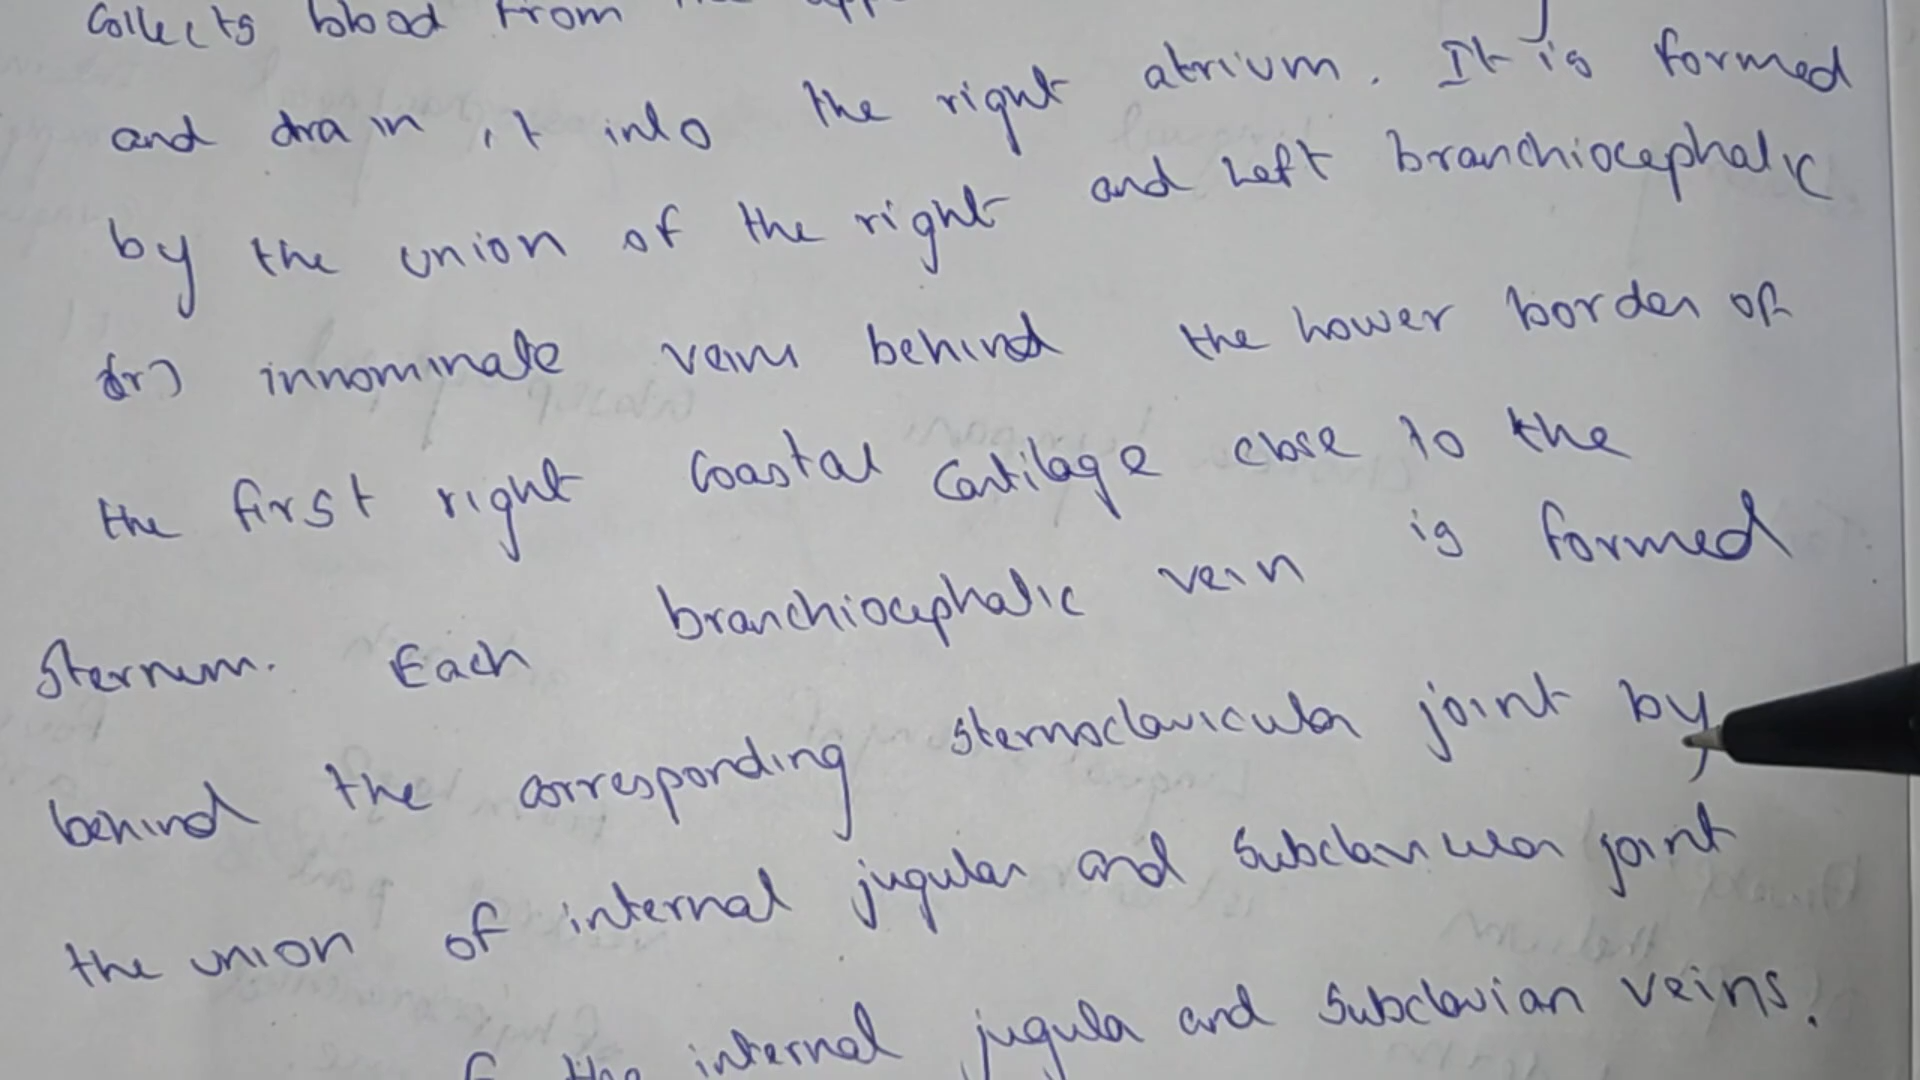 Collects blood from
and drain it into the right atrium. It is formed
by the union of the right and Left branchiocephalic
(or) innominate veins behind the Lower border of
the first right Coastal Cartilage close to the
Sternum. Each branchiocephalic vein is formed
behind the corresponding sternoclavicular joint by
the union of internal jugular and Subclavicular joint
the internal jugula and Subclavian veins.